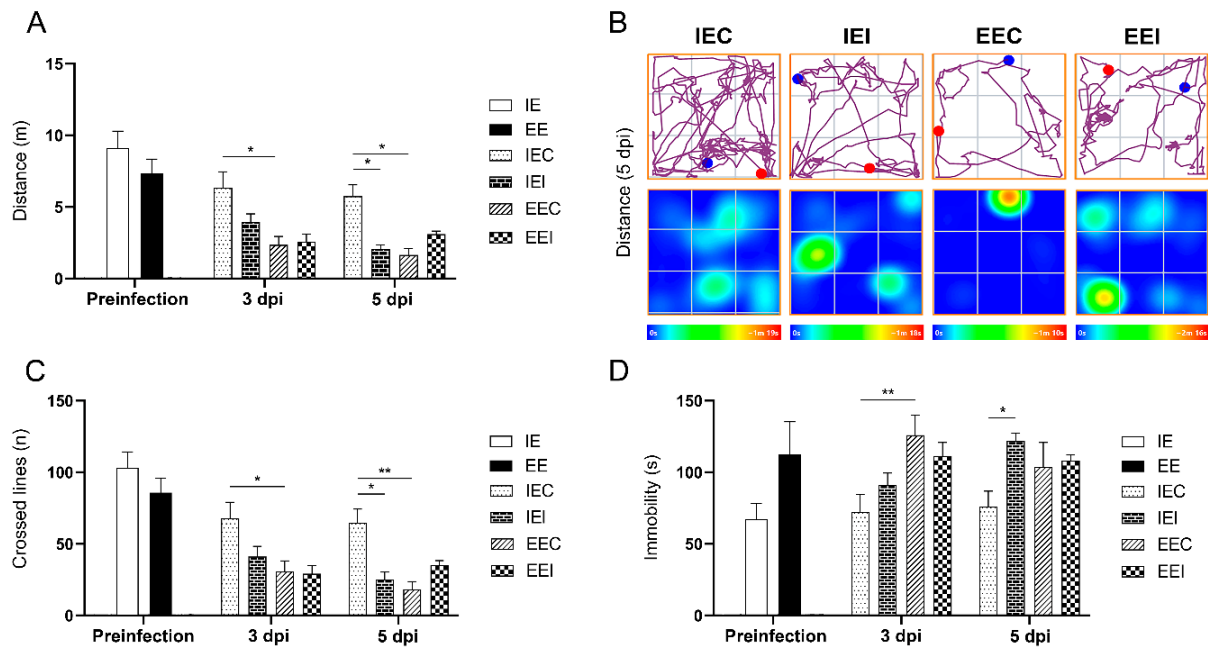 A
Distance (m)
15
10
5
0
Preinfection
3 dpi
5 dpi
*
*
*
IE
EE
IEC
IEI
EEC
EEI
B
IEC
IEI
EEC
EEI
Distance (5 dpi)
0s
~1m 19s
0s
~1m 18s
0s
~1m 10s
0s
~2m 16s
C
Crossed lines (n)
150
100
50
0
Preinfection
3 dpi
5 dpi
*
**
*
IE
EE
IEC
IEI
EEC
EEI
D
Immobility (s)
150
100
50
0
Preinfection
3 dpi
5 dpi
**
*
IE
EE
IEC
IEI
EEC
EEI